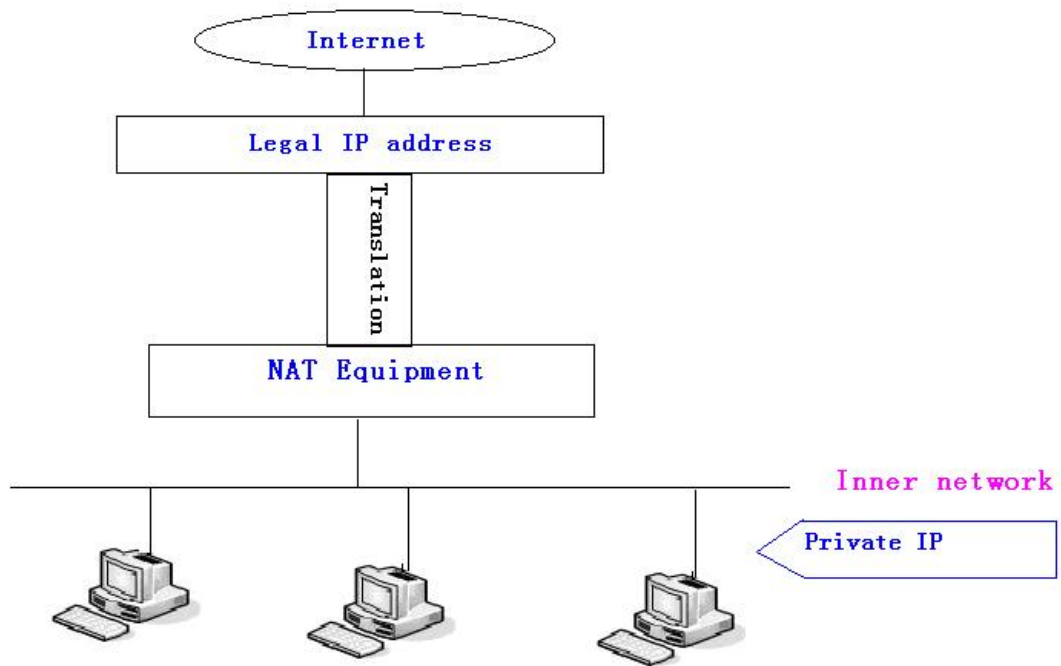 Internet
Legal IP address
Translation
NAT Equipment
Inner network
Private IP